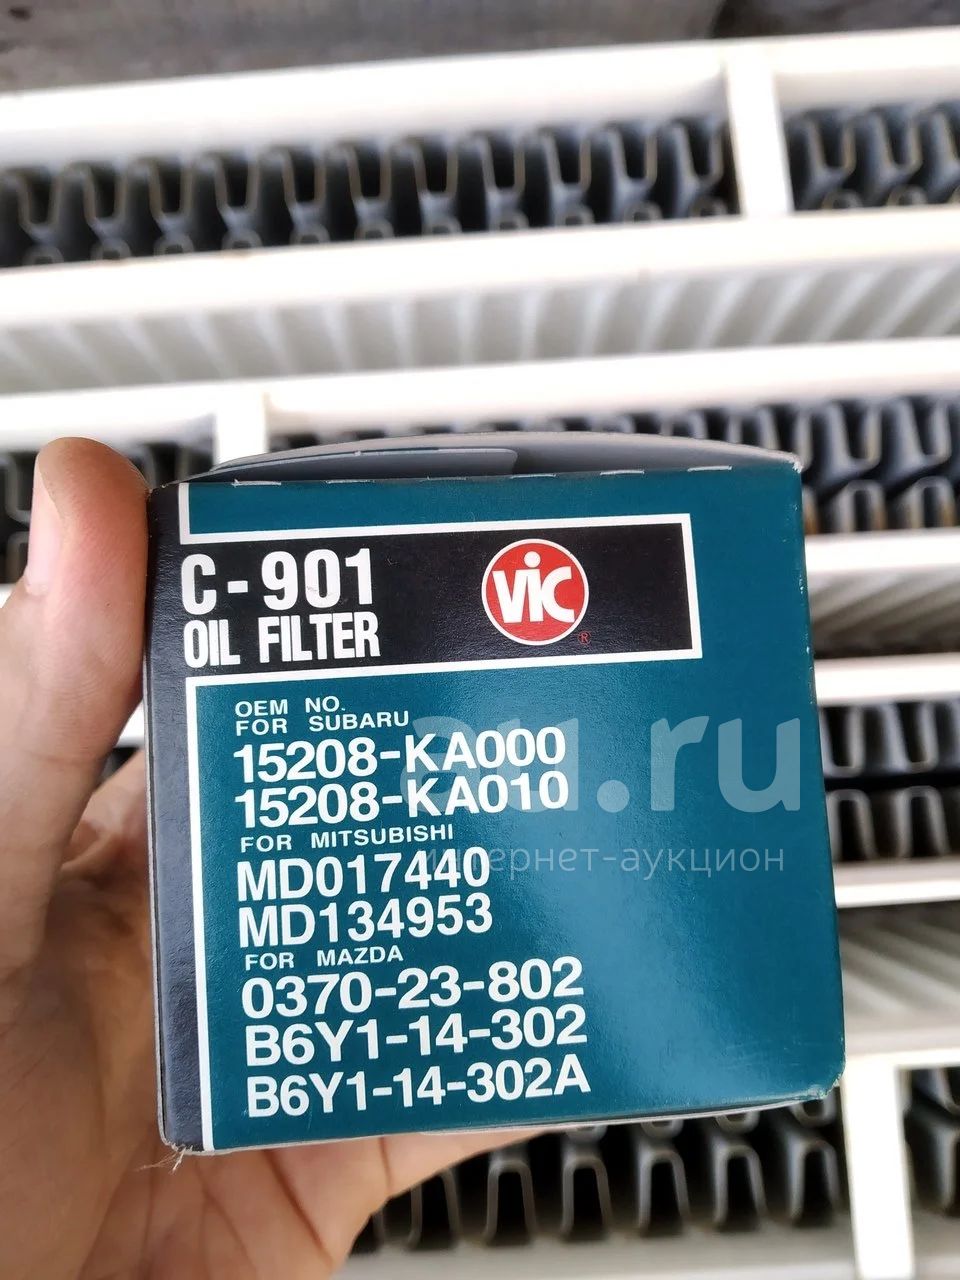 C-901
OIL FILTER
VIC
®
OEM NO.
FOR SUBARU
15208-KA000
15208-KA010
FOR MITSUBISHI
MD017440
MD134953
FOR MAZDA
0370-23-802
B6Y1-14-302
B6Y1-14-302A
au.ru
интернет-аукцион